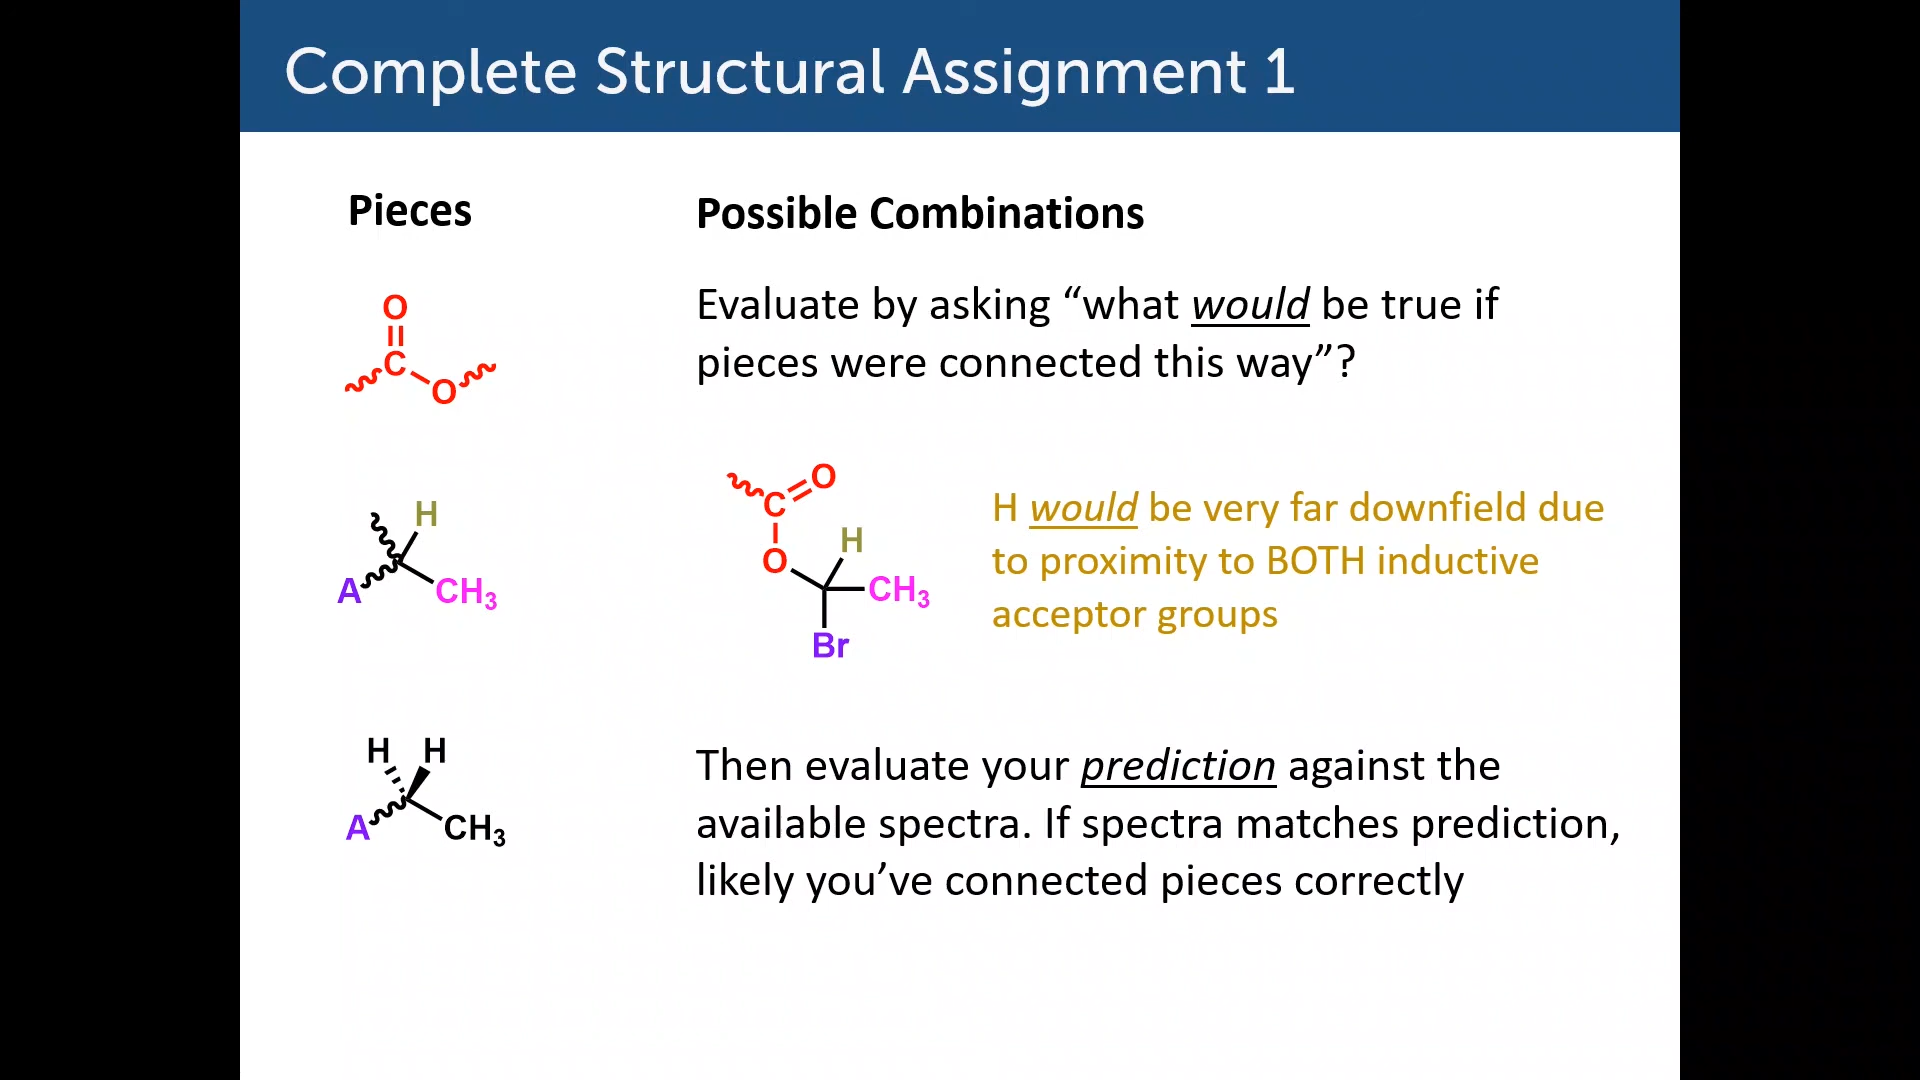 Complete Structural Assignment 1
Pieces
Possible Combinations
O
C
O
Evaluate by asking “what would be true if
pieces were connected this way”?
H
A
CH3
C
O
O
H
CH3
Br
H would be very far downfield due
to proximity to BOTH inductive
acceptor groups
H H
A
CH3
Then evaluate your prediction against the
available spectra. If spectra matches prediction,
likely you’ve connected pieces correctly